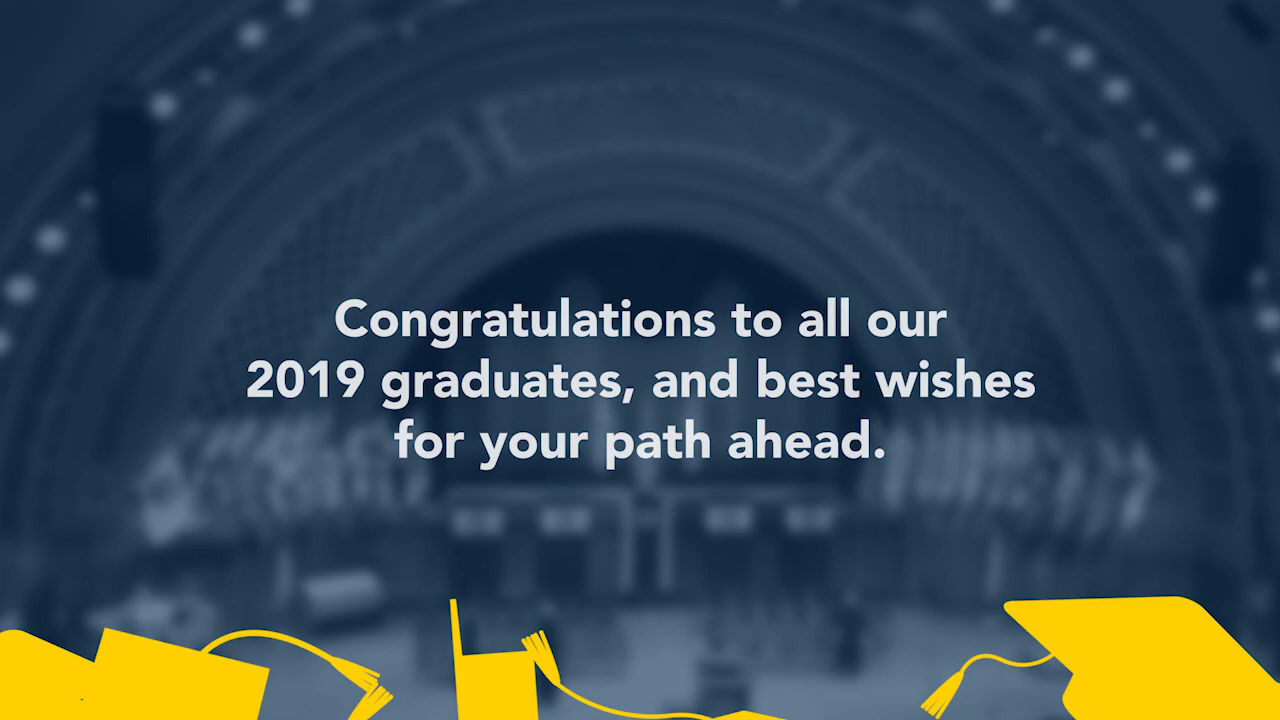 Congratulations to all our
2019 graduates, and best wishes
for your path ahead.